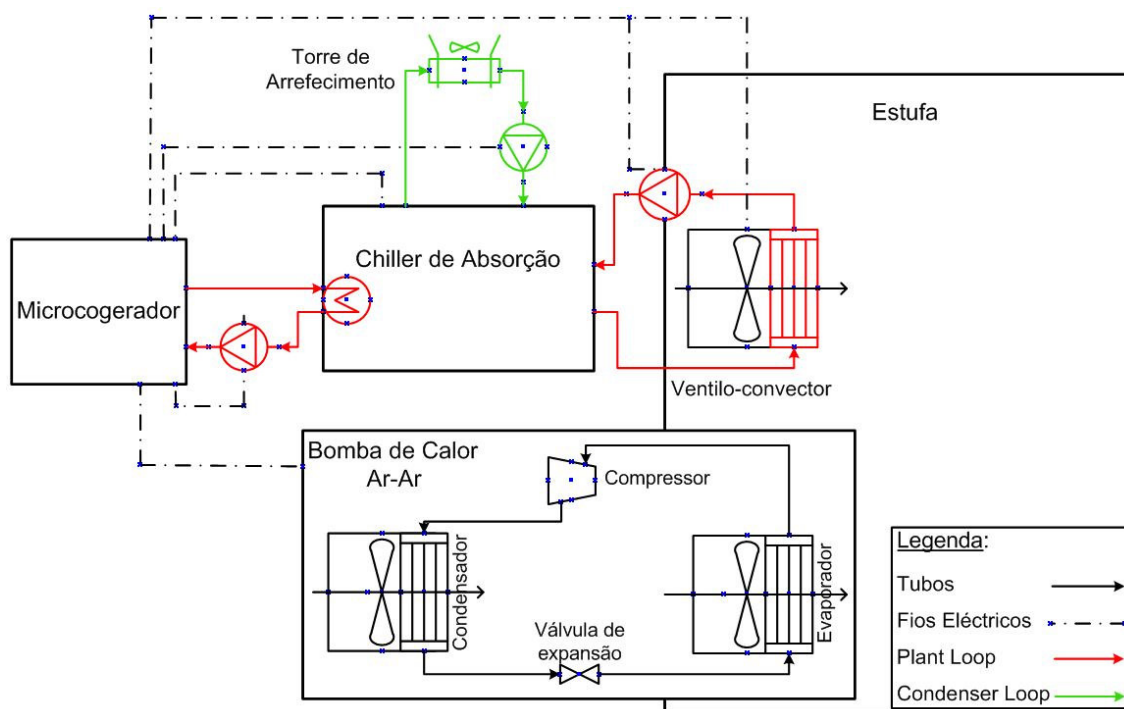 Torre de
Arrefecimento
Estufa
Chiller de Absorção
Microcogerador
Ventilo-convector
Bomba de Calor
Ar-Ar
Compressor
Condensador
Evaporador
Válvula de
expansão
Legenda:
Tubos
Fios Eléctricos
Plant Loop
Condenser Loop